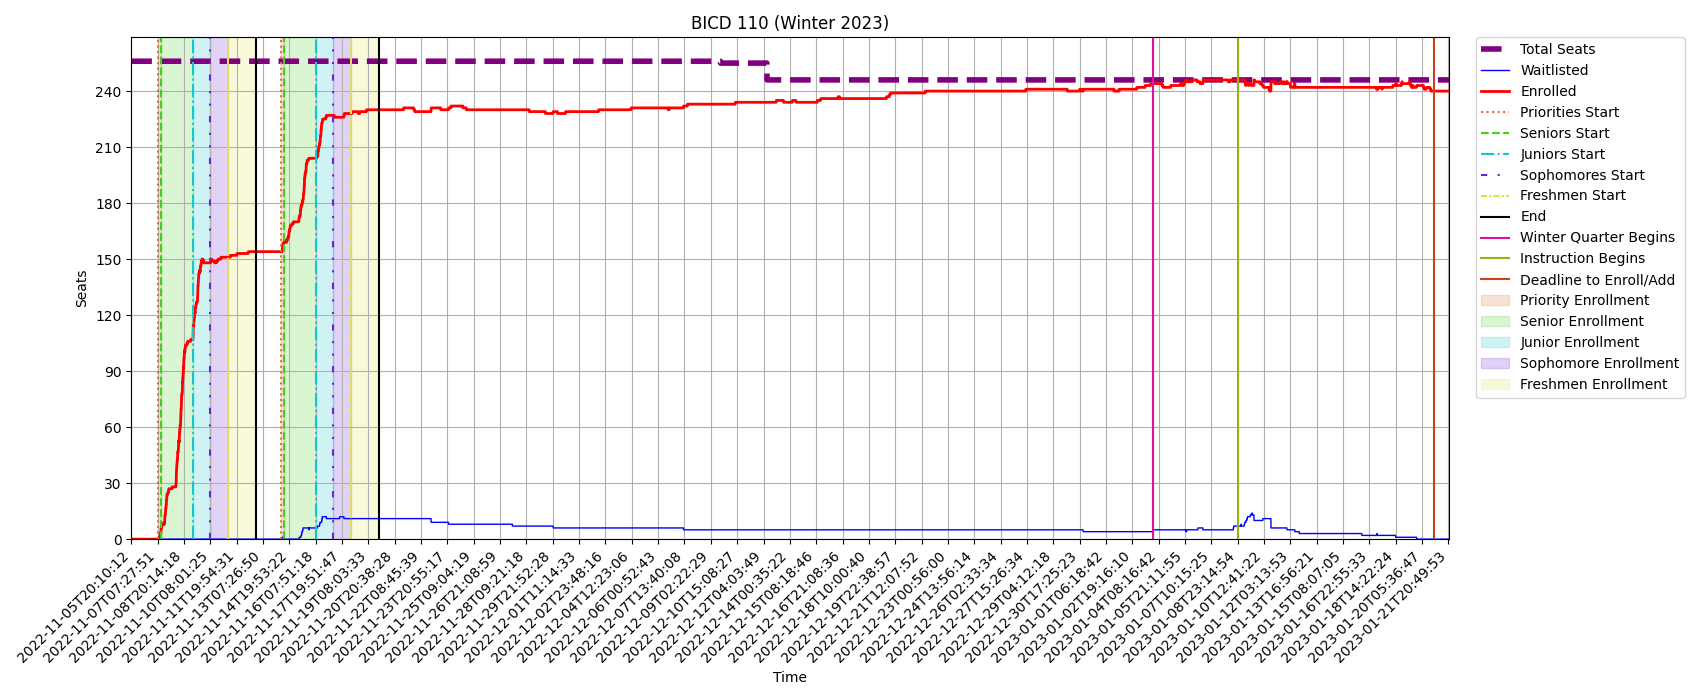 BICD 110 (Winter 2023)
Seats
240
210
180
150
120
90
60
30
0
2022-11-05T20:10:12
2022-11-07T07:27:51
2022-11-08T20:14:18
2022-11-10T08:01:25
2022-11-11T19:54:31
2022-11-13T07:26:50
2022-11-14T19:53:22
2022-11-16T07:51:18
2022-11-17T19:51:47
2022-11-19T08:03:33
2022-11-20T20:38:28
2022-11-22T08:45:39
2022-11-23T20:55:17
2022-11-25T09:04:19
2022-11-26T21:08:59
2022-11-28T09:21:18
2022-11-29T21:52:28
2022-12-01T11:14:33
2022-12-02T23:48:16
2022-12-04T12:23:06
2022-12-06T00:52:43
2022-12-07T13:40:08
2022-12-09T02:22:29
2022-12-10T15:08:27
2022-12-12T04:03:49
2022-12-14T00:35:22
2022-12-15T08:18:46
2022-12-16T21:08:36
2022-12-18T10:00:40
2022-12-19T22:38:57
2022-12-21T12:07:52
2022-12-23T00:56:00
2022-12-24T13:56:14
2022-12-26T02:33:34
2022-12-27T15:26:34
2022-12-29T04:12:18
2022-12-30T17:25:23
2023-01-01T06:18:42
2023-01-02T19:16:10
2023-01-04T08:16:42
2023-01-05T21:11:55
2023-01-07T10:15:25
2023-01-08T23:14:54
2023-01-10T12:41:22
2023-01-12T03:13:53
2023-01-13T16:56:21
2023-01-15T08:07:05
2023-01-16T22:55:33
2023-01-18T14:22:24
2023-01-20T05:36:47
2023-01-21T20:49:53
Time
Total Seats
Waitlisted
Enrolled
Priorities Start
Seniors Start
Juniors Start
Sophomores Start
Freshmen Start
End
Winter Quarter Begins
Instruction Begins
Deadline to Enroll/Add
Priority Enrollment
Senior Enrollment
Junior Enrollment
Sophomore Enrollment
Freshmen Enrollment